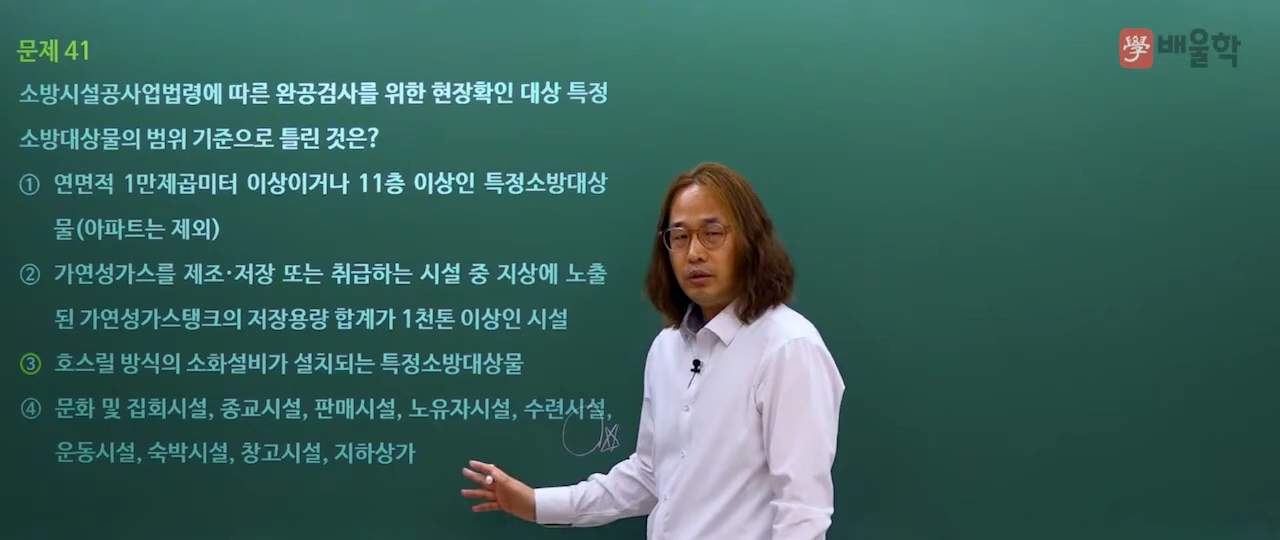 學 배울학
문제 41
소방시설공사업법령에 따른 완공검사를 위한 현장확인 대상 특정
소방대상물의 범위 기준으로 틀린 것은?
① 연면적 1만제곱미터 이상이거나 11층 이상인 특정소방대상
물(아파트는 제외)
② 가연성가스를 제조·저장 또는 취급하는 시설 중 지상에 노출
된 가연성가스탱크의 저장용량 합계가 1천톤 이상인 시설
③ 호스릴 방식의 소화설비가 설치되는 특정소방대상물
④ 문화 및 집회시설, 종교시설, 판매시설, 노유자시설, 수련시설,
운동시설, 숙박시설, 창고시설, 지하상가